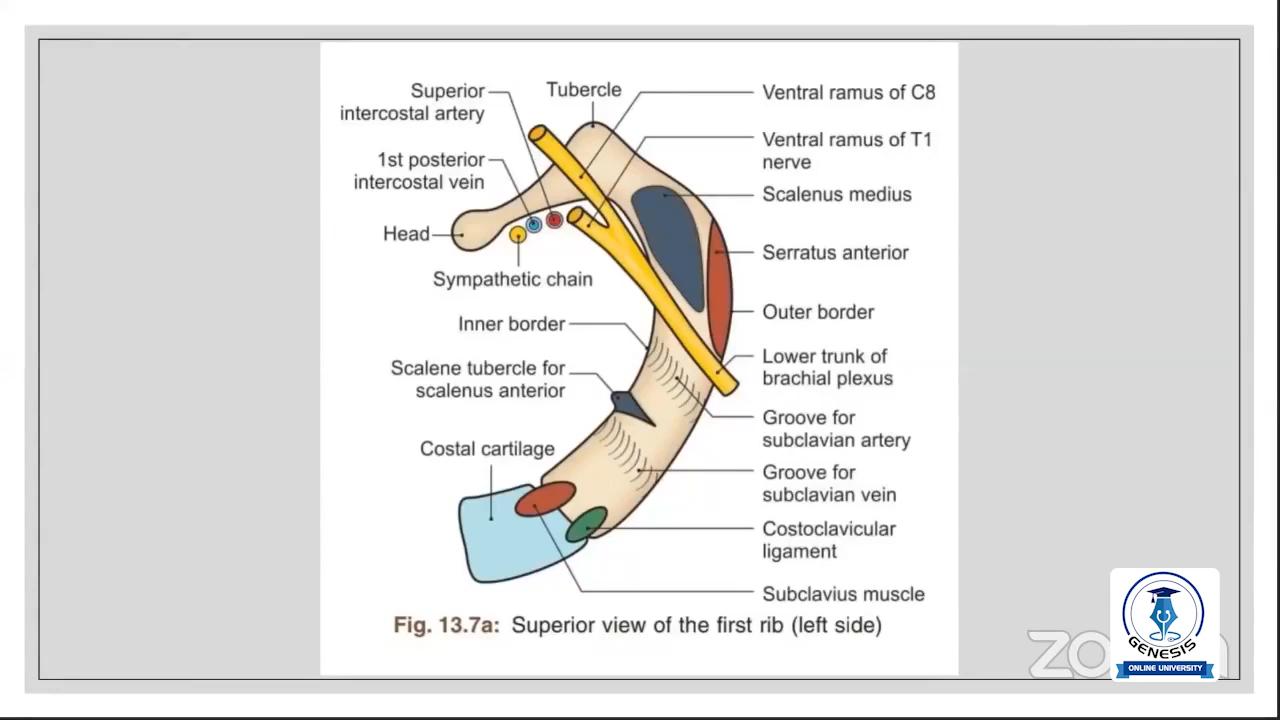 Superior
intercostal artery
Tubercle
Ventral ramus of C8
1st posterior
intercostal vein
Ventral ramus of T1
nerve
Scalenus medius
Head
Serratus anterior
Sympathetic chain
Outer border
Inner border
Lower trunk of
brachial plexus
Scalene tubercle for
scalenus anterior
Groove for
subclavian artery
Costal cartilage
Groove for
subclavian vein
Costoclavicular
ligament
Subclavius muscle
Fig. 13.7a: Superior view of the first rib (left side)
GENESIS
ONLINE UNIVERSITY